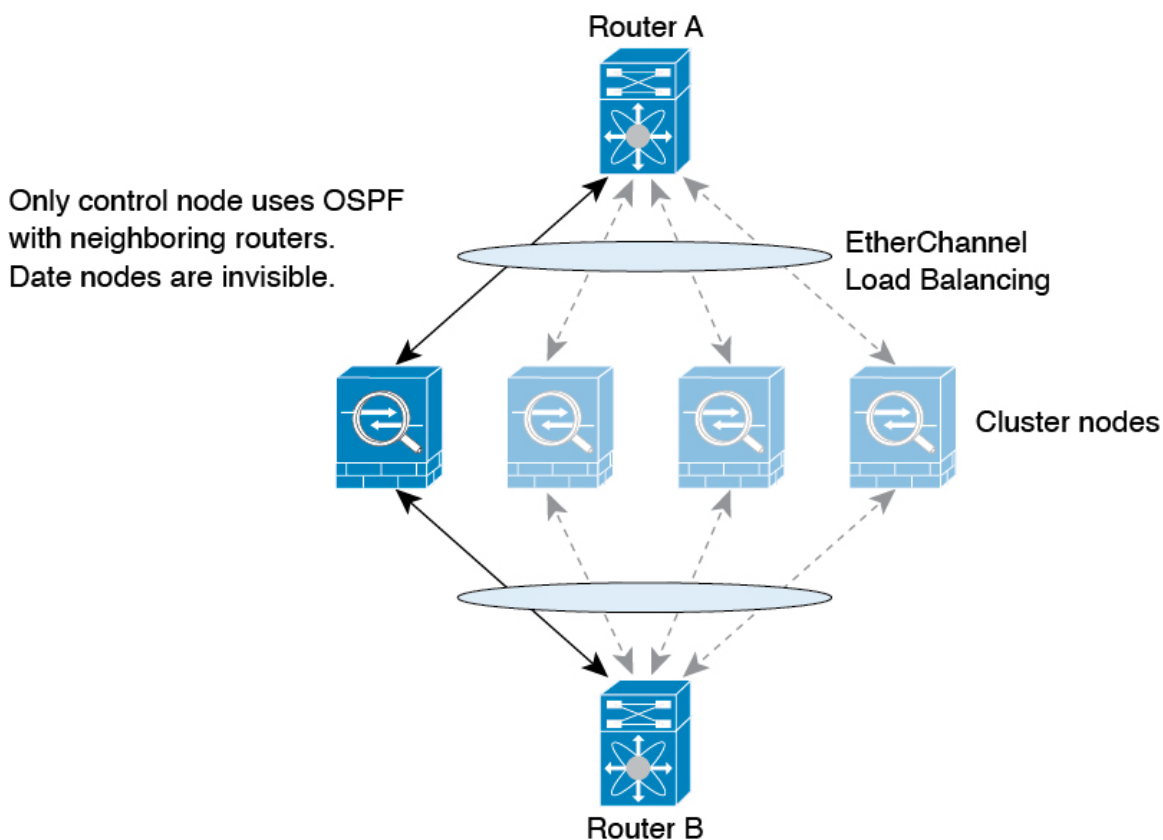 Router A
Only control node uses OSPF
with neighboring routers.
Date nodes are invisible.
EtherChannel
Load Balancing
Cluster nodes
Router B